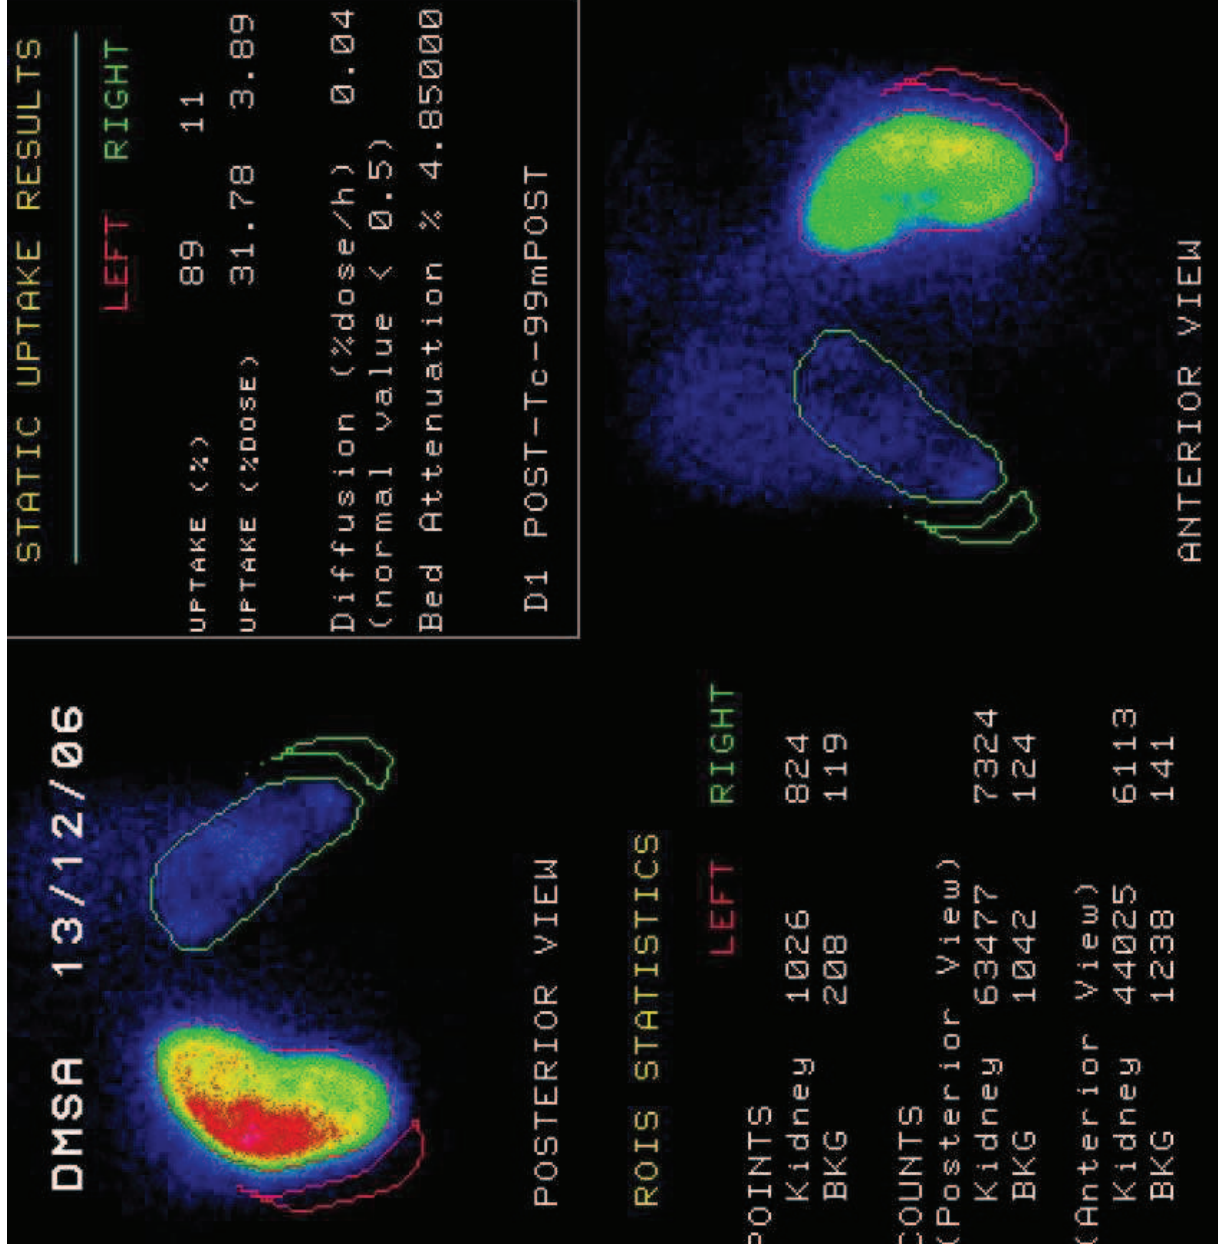 DMSA 13/12/06
POSTERIOR VIEW
STATIC UPTAKE RESULTS
LEFT RIGHT
UPTAKE (%) 89 11
UPTAKE (%DOSE) 31.78 3.89
Diffusion (%dose/h) 0.04
(normal value < 0.5)
Bed Attenuation % 4.85000
D1 POST-Tc-99mPOST
ROIS STATISTICS
LEFT RIGHT
POINTS
Kidney 1026 824
BKG 208 119
COUNTS
(Posterior View)
Kidney 63477 7324
BKG 1042 124
(Anterior View)
Kidney 44025 6113
BKG 1238 141
ANTERIOR VIEW